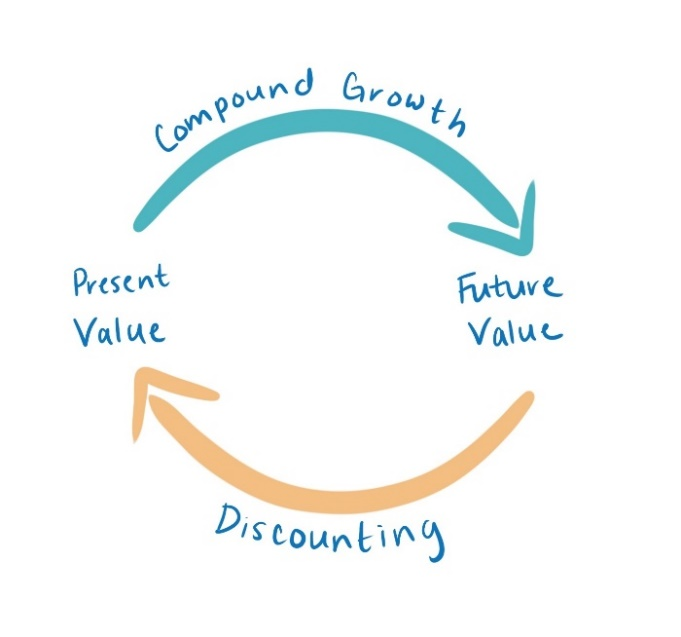 Compound Growth
Present
Value
Future
Value
Discounting